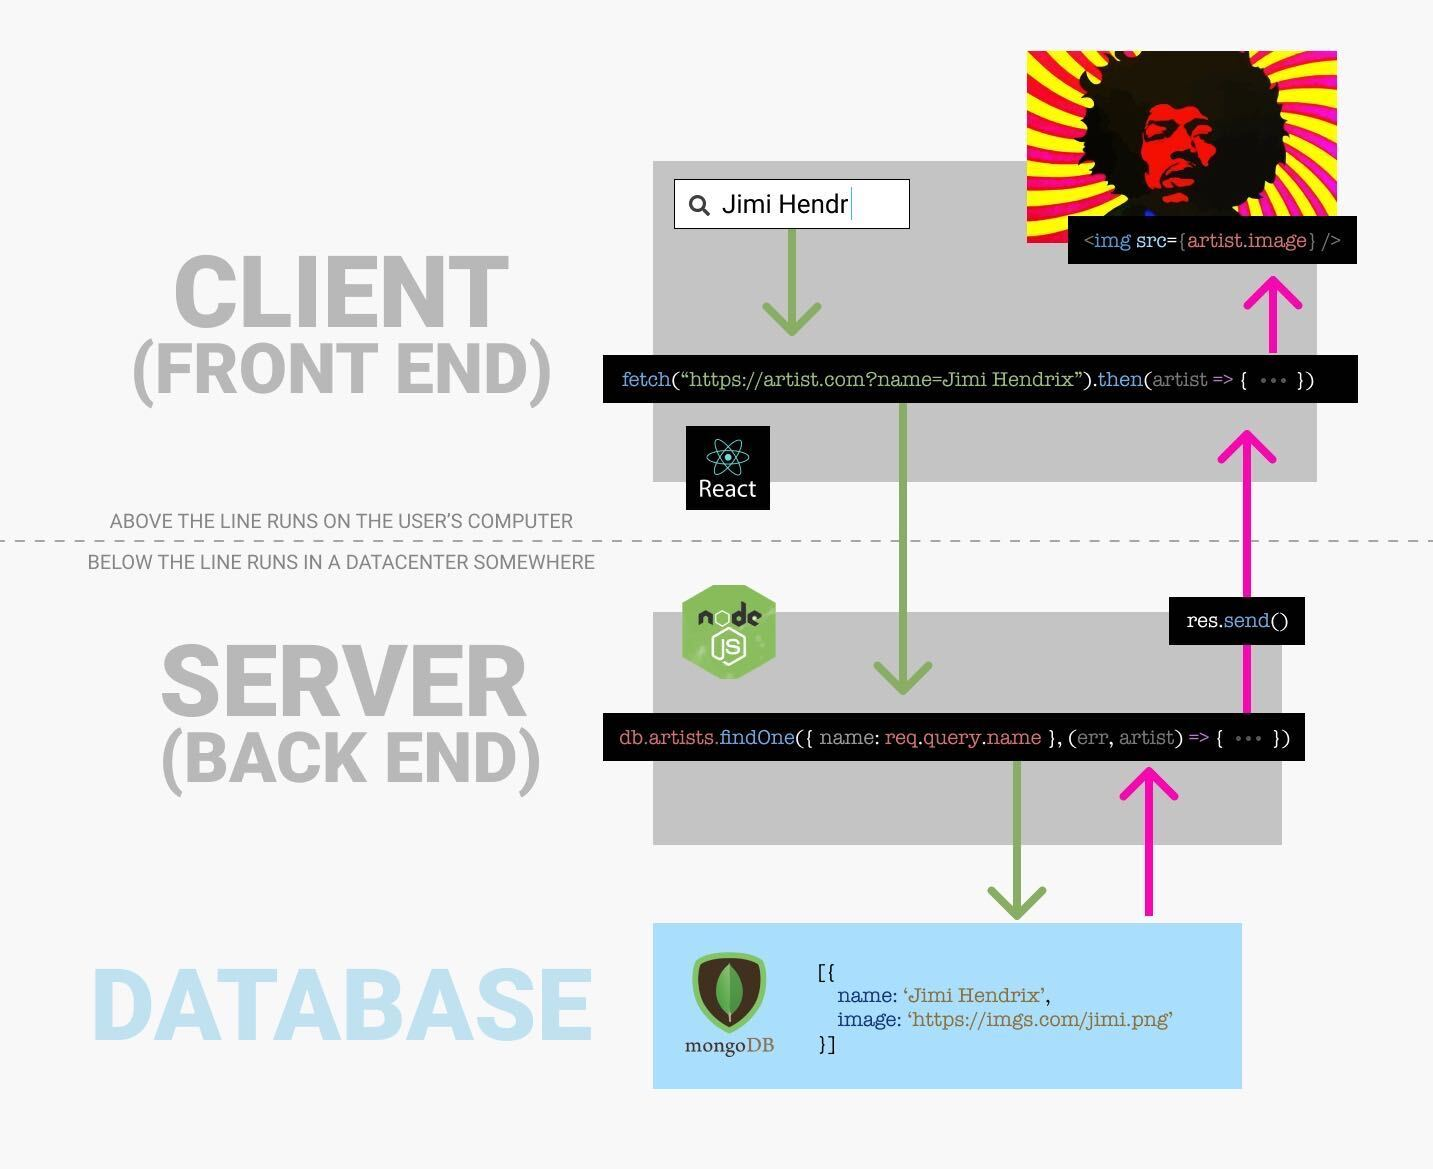 Jimi Hendr
<img src={artist.image} />
CLIENT
(FRONT END)
fetch(“https://artist.com?name=Jimi Hendrix”).then(artist => { ••• })
React
ABOVE THE LINE RUNS ON THE USER’S COMPUTER
BELOW THE LINE RUNS IN A DATACENTER SOMEWHERE
node
JS
res.send()
SERVER
(BACK END)
db.artists.findOne({ name: req.query.name }, (err, artist) => { ••• })
DATABASE
mongoDB
[{
name: ‘Jimi Hendrix’,
image: ‘https://imgs.com/jimi.png’
}]